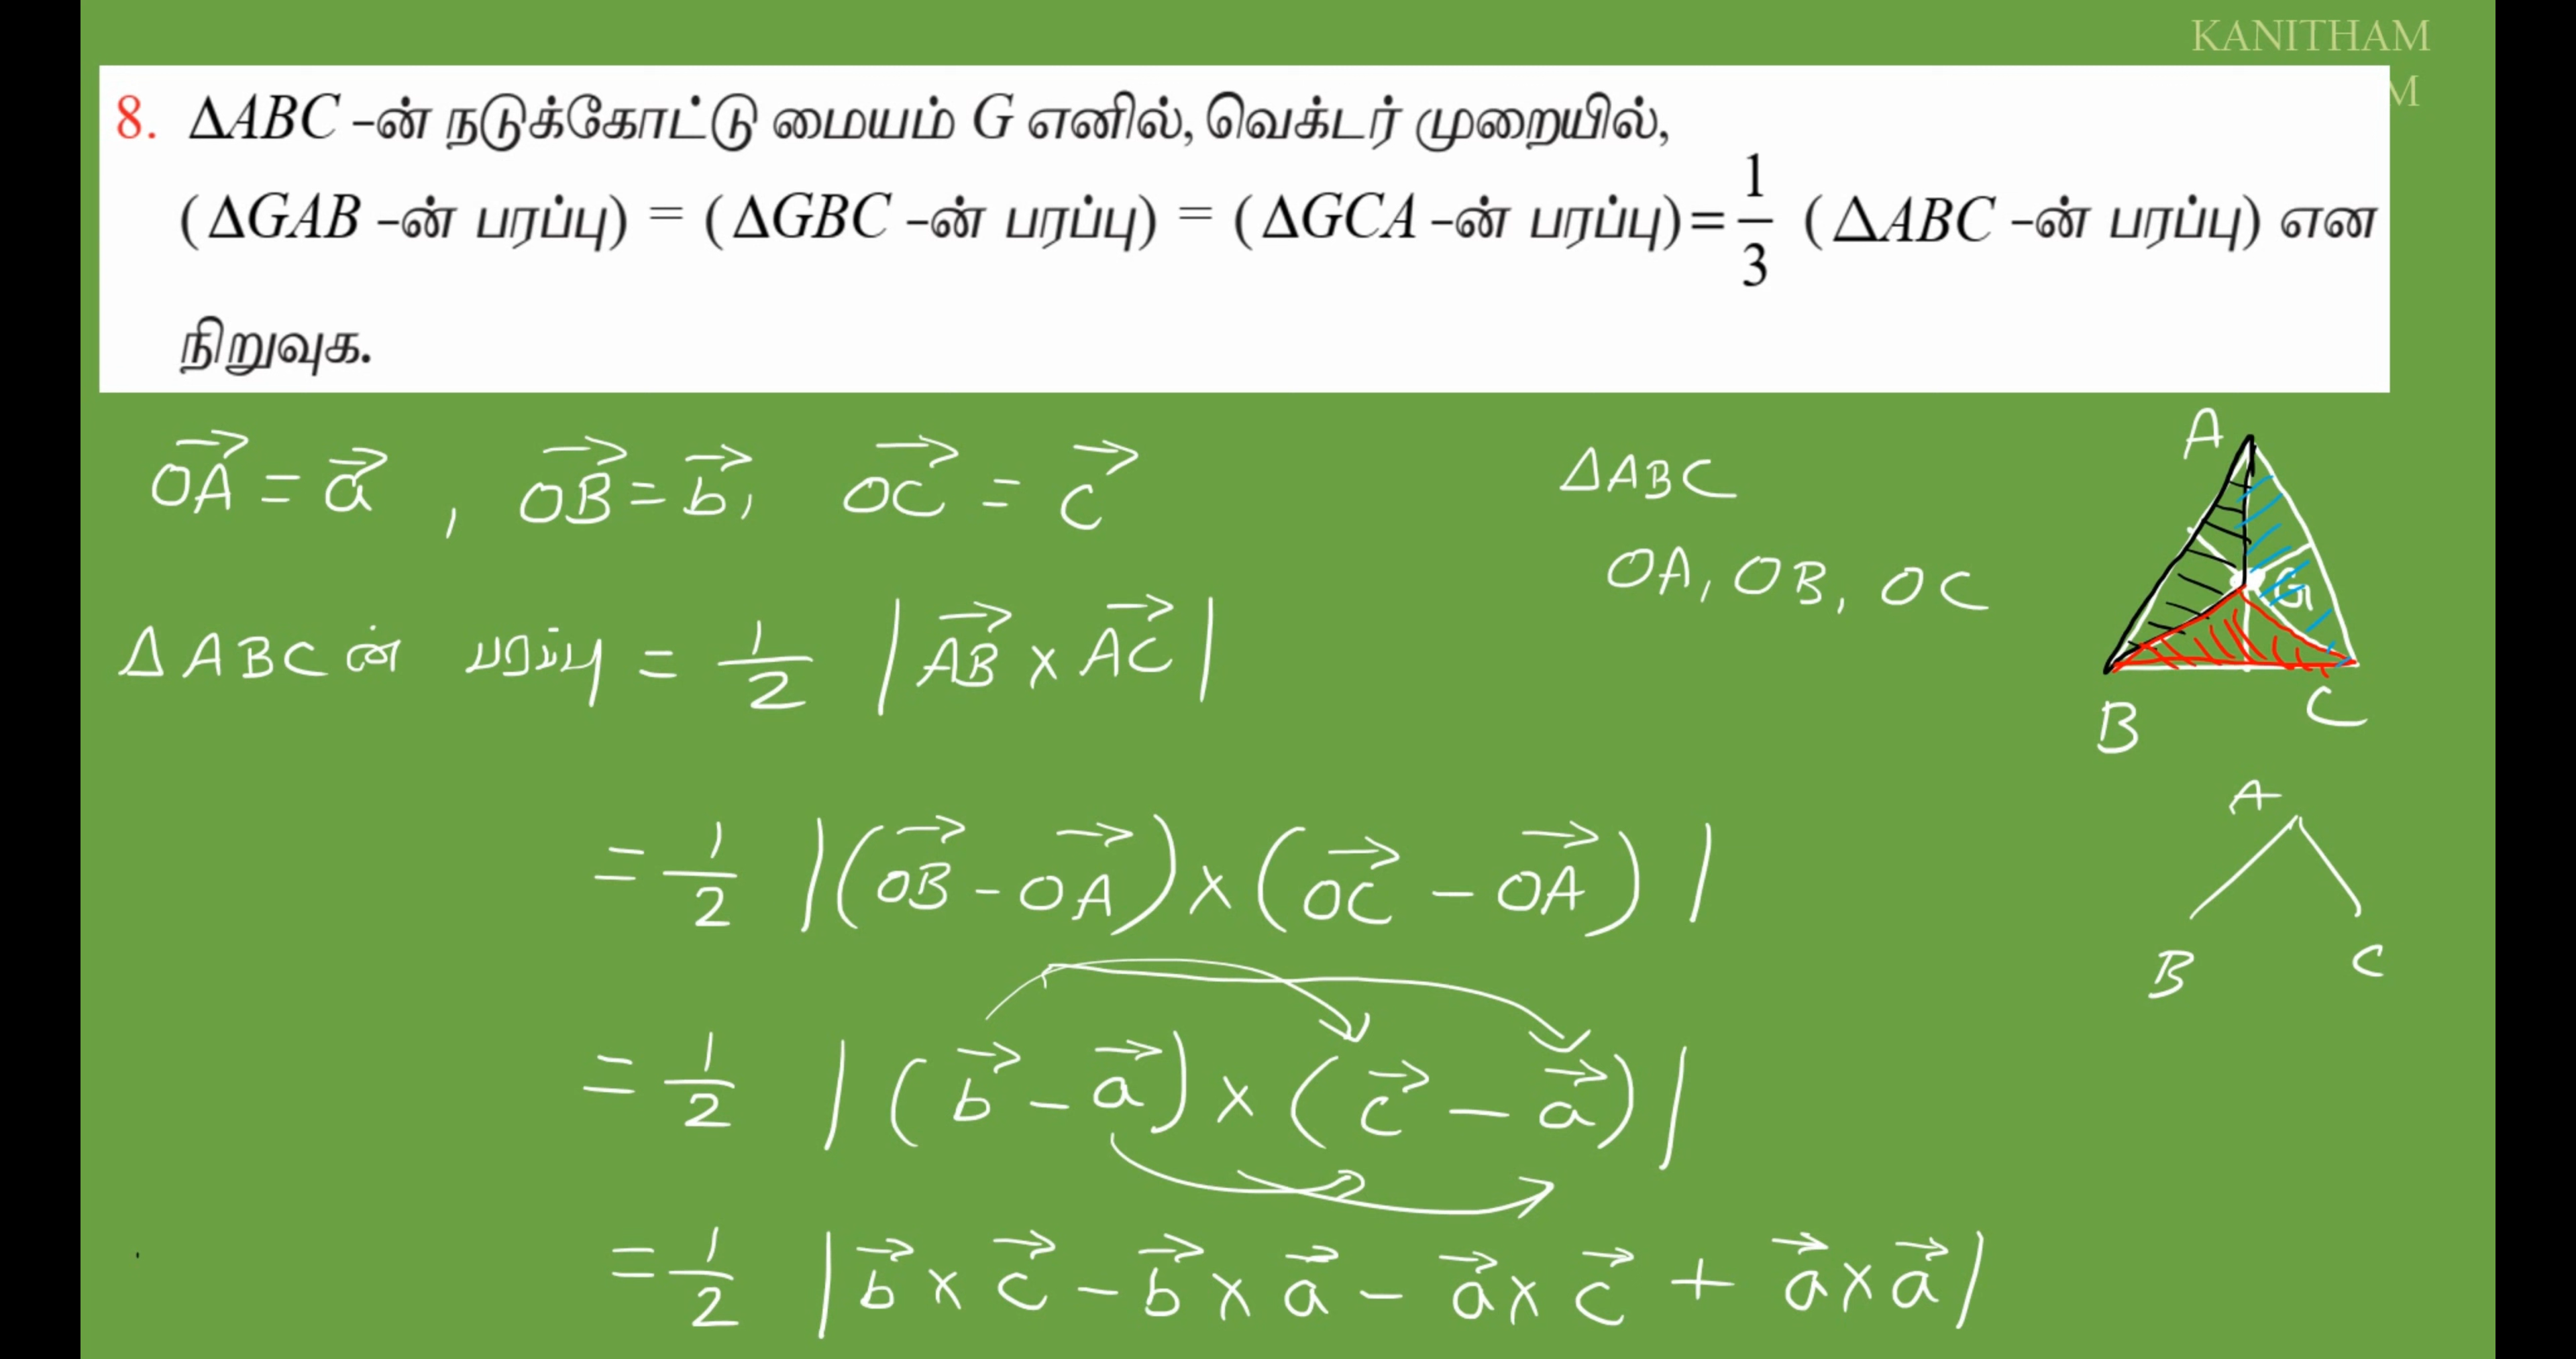 KANITHAM
M
8. ΔABC -ன் நடுக்கோட்டு மையம் G எனில், வெக்டர் முறையில்,
(ΔGAB -ன் பரப்பு) = (ΔGBC -ன் பரப்பு) = (ΔGCA -ன் பரப்பு) = 1/3 (ΔABC -ன் பரப்பு) என
நிறுவுக.
OA⃗ = a⃗, OB⃗ = b⃗, OC⃗ = c⃗
ΔABC
OA, OB, OC
A
G
B
C
ΔABC ன் பரப்பு = 1/2 |AB⃗ × AC⃗|
= 1/2 |(OB⃗ - OA⃗) × (OC⃗ - OA⃗)|
A
B
C
= 1/2 |(b⃗ - a⃗) × (c⃗ - a⃗)|
= 1/2 |b⃗ × c⃗ - b⃗ × a⃗ - a⃗ × c⃗ + a⃗ × a⃗|